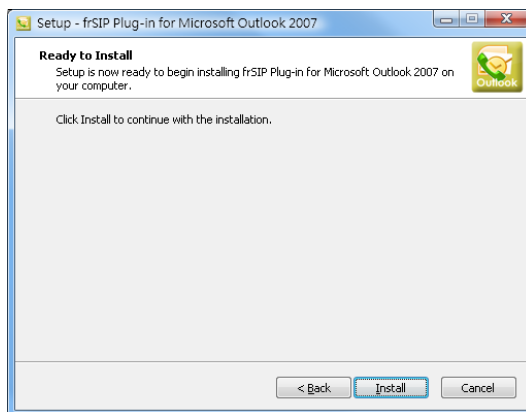 Setup - frSIP Plug-in for Microsoft Outlook 2007
Ready to Install
Setup is now ready to begin installing frSIP Plug-in for Microsoft Outlook 2007 on
your computer.
Outlook
Click Install to continue with the installation.
< Back
Install
Cancel